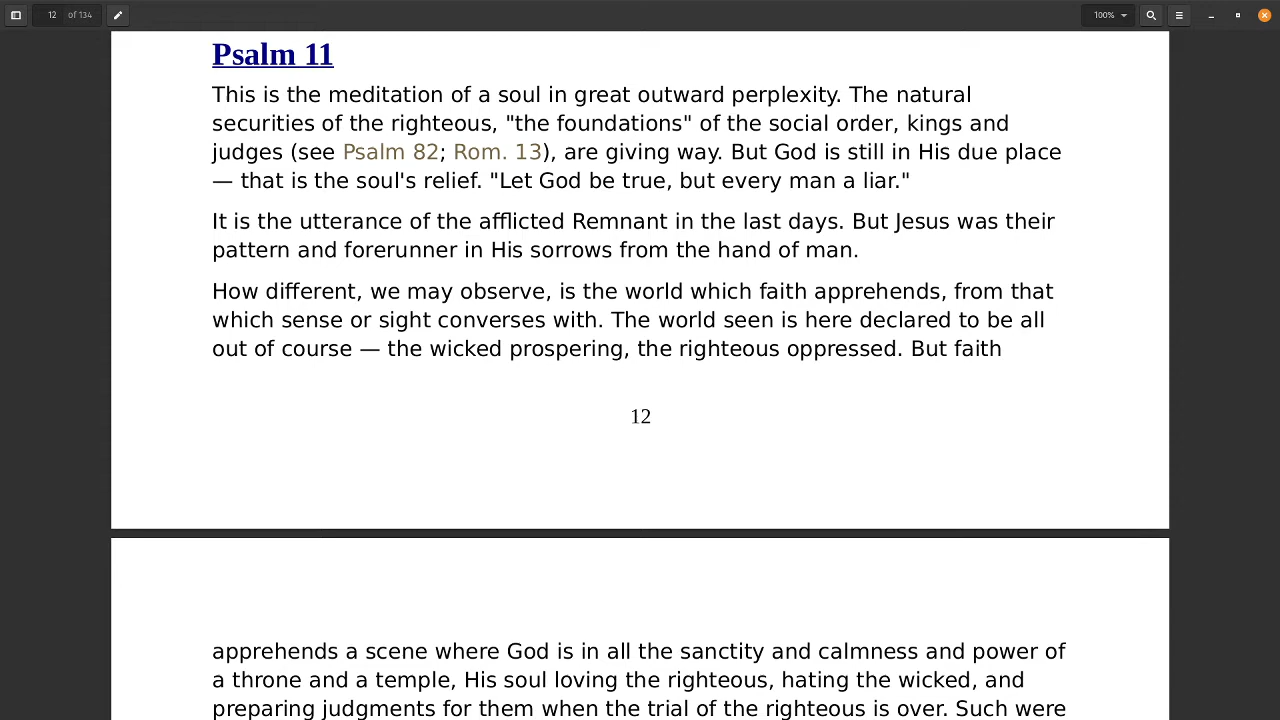 12 of 134
100%
Psalm 11
This is the meditation of a soul in great outward perplexity. The natural
securities of the righteous, "the foundations" of the social order, kings and
judges (see Psalm 82; Rom. 13), are giving way. But God is still in His due place
— that is the soul's relief. "Let God be true, but every man a liar."
It is the utterance of the afflicted Remnant in the last days. But Jesus was their
pattern and forerunner in His sorrows from the hand of man.
How different, we may observe, is the world which faith apprehends, from that
which sense or sight converses with. The world seen is here declared to be all
out of course — the wicked prospering, the righteous oppressed. But faith
12
apprehends a scene where God is in all the sanctity and calmness and power of
a throne and a temple, His soul loving the righteous, hating the wicked, and
preparing judgments for them when the trial of the righteous is over. Such were